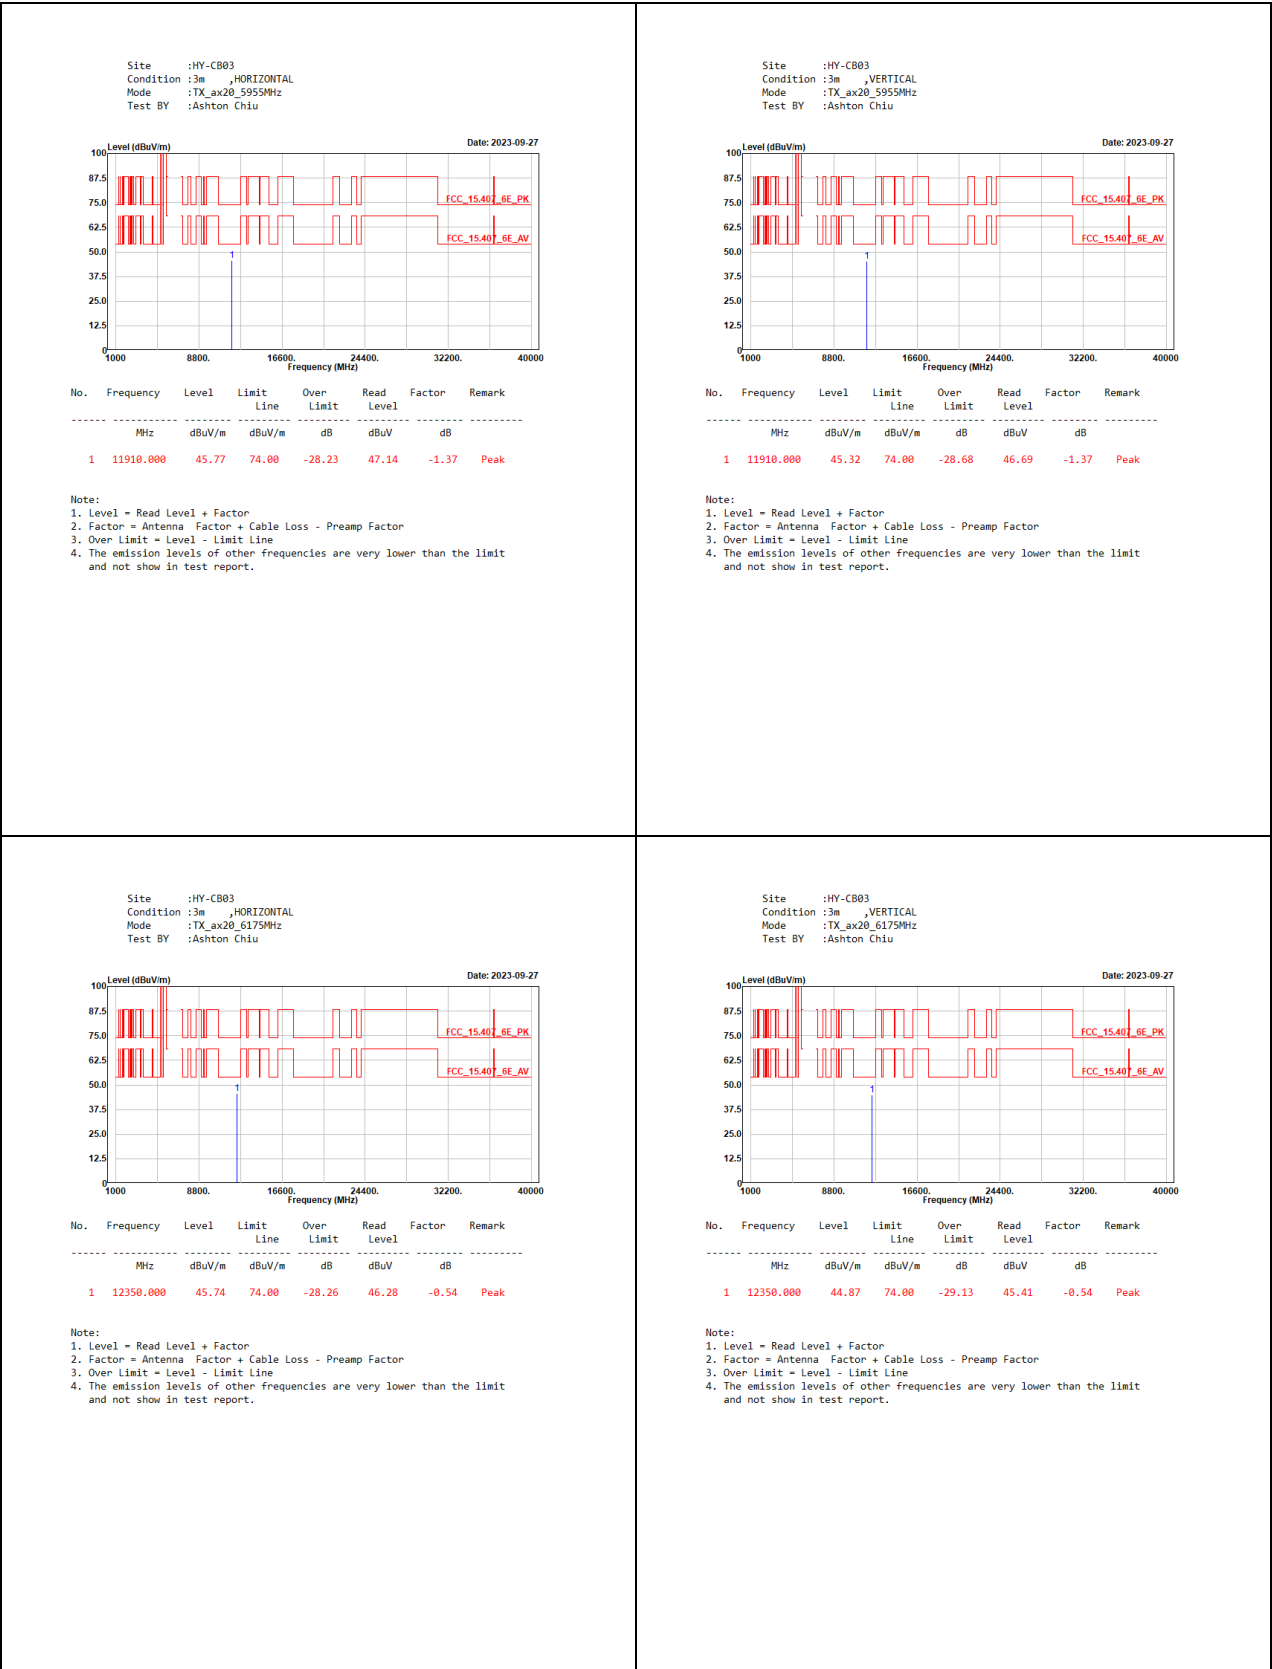 Site      :HY-CB03
Condition :3m    ,HORIZONTAL
Mode      :TX_ax20_5955MHz
Test BY   :Ashton Chiu
Level (dBuV/m)
Date: 2023-09-27
100
87.5
75.0
62.5
50.0
37.5
25.0
12.5
0
FCC_15.407_6E_PK
FCC_15.407_6E_AV
1
1000 8800. 16600. 24400. 32200. 40000
Frequency (MHz)
No. Frequency Level Limit Over Read Factor Remark
Line Limit Level
------ ----------- -------- --------- --------- -------- -------- ---------
MHz dBuV/m dBuV/m dB dBuV dB
1 11910.000 45.77 74.00 -28.23 47.14 -1.37 Peak
Note:
1. Level = Read Level + Factor
2. Factor = Antenna  Factor + Cable Loss - Preamp Factor
3. Over Limit = Level - Limit Line
4. The emission levels of other frequencies are very lower than the limit
and not show in test report.
Site      :HY-CB03
Condition :3m    ,VERTICAL
Mode      :TX_ax20_5955MHz
Test BY   :Ashton Chiu
Level (dBuV/m)
Date: 2023-09-27
100
87.5
75.0
62.5
50.0
37.5
25.0
12.5
0
FCC_15.407_6E_PK
FCC_15.407_6E_AV
1
1000 8800. 16600. 24400. 32200. 40000
Frequency (MHz)
No. Frequency Level Limit Over Read Factor Remark
Line Limit Level
------ ----------- -------- --------- --------- -------- -------- ---------
MHz dBuV/m dBuV/m dB dBuV dB
1 11910.000 45.32 74.00 -28.68 46.69 -1.37 Peak
Note:
1. Level = Read Level + Factor
2. Factor = Antenna  Factor + Cable Loss - Preamp Factor
3. Over Limit = Level - Limit Line
4. The emission levels of other frequencies are very lower than the limit
and not show in test report.
Site      :HY-CB03
Condition :3m    ,HORIZONTAL
Mode      :TX_ax20_6175MHz
Test BY   :Ashton Chiu
Level (dBuV/m)
Date: 2023-09-27
100
87.5
75.0
62.5
50.0
37.5
25.0
12.5
0
FCC_15.407_6E_PK
FCC_15.407_6E_AV
1
1000 8800. 16600. 24400. 32200. 40000
Frequency (MHz)
No. Frequency Level Limit Over Read Factor Remark
Line Limit Level
------ ----------- -------- --------- --------- -------- -------- ---------
MHz dBuV/m dBuV/m dB dBuV dB
1 12350.000 45.74 74.00 -28.26 46.28 -0.54 Peak
Note:
1. Level = Read Level + Factor
2. Factor = Antenna  Factor + Cable Loss - Preamp Factor
3. Over Limit = Level - Limit Line
4. The emission levels of other frequencies are very lower than the limit
and not show in test report.
Site      :HY-CB03
Condition :3m    ,VERTICAL
Mode      :TX_ax20_6175MHz
Test BY   :Ashton Chiu
Level (dBuV/m)
Date: 2023-09-27
100
87.5
75.0
62.5
50.0
37.5
25.0
12.5
0
FCC_15.407_6E_PK
FCC_15.407_6E_AV
1
1000 8800. 16600. 24400. 32200. 40000
Frequency (MHz)
No. Frequency Level Limit Over Read Factor Remark
Line Limit Level
------ ----------- -------- --------- --------- -------- -------- ---------
MHz dBuV/m dBuV/m dB dBuV dB
1 12350.000 44.87 74.00 -29.13 45.41 -0.54 Peak
Note:
1. Level = Read Level + Factor
2. Factor = Antenna  Factor + Cable Loss - Preamp Factor
3. Over Limit = Level - Limit Line
4. The emission levels of other frequencies are very lower than the limit
and not show in test report.